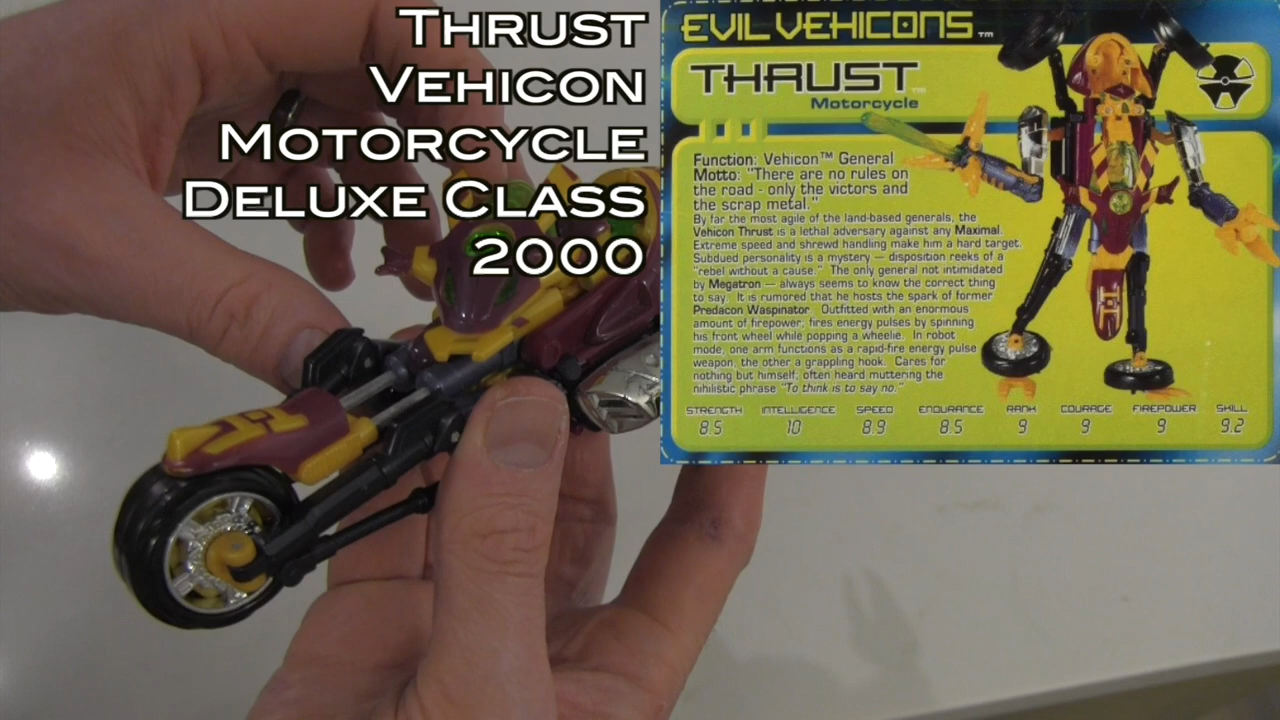 THRUST
VEHICON
MOTORCYCLE
DELUXE CLASS
2000
EVIL VEHICONS™
THRUST™
Motorcycle
Function: Vehicon™ General
Motto: "There are no rules on
the road - only the victors and
the scrap metal."
By far the most agile of the land-based generals, the
Vehicon Thrust is a lethal adversary against any Maximal.
Extreme speed and shrewd handling make him a hard target.
Subdued personality is a mystery — disposition reeks of a
"rebel without a cause." The only general not intimidated
by Megatron — always seems to know the correct thing
to say. It is rumored that he hosts the spark of former
Predacon Waspinator. Outfitted with an enormous
amount of firepower; fires energy pulses by spinning
his front wheel while popping a wheelie. In robot
mode, one arm functions as a rapid-fire energy pulse
weapon, the other a grappling hook. Cares for
nothing but himself; often heard muttering the
nihilistic phrase "To think is to say no."
STRENGTH INTELLIGENCE SPEED ENDURANCE RANK COURAGE FIREPOWER SKILL
8.5 10 8.9 8.5 9 9 9 9.2